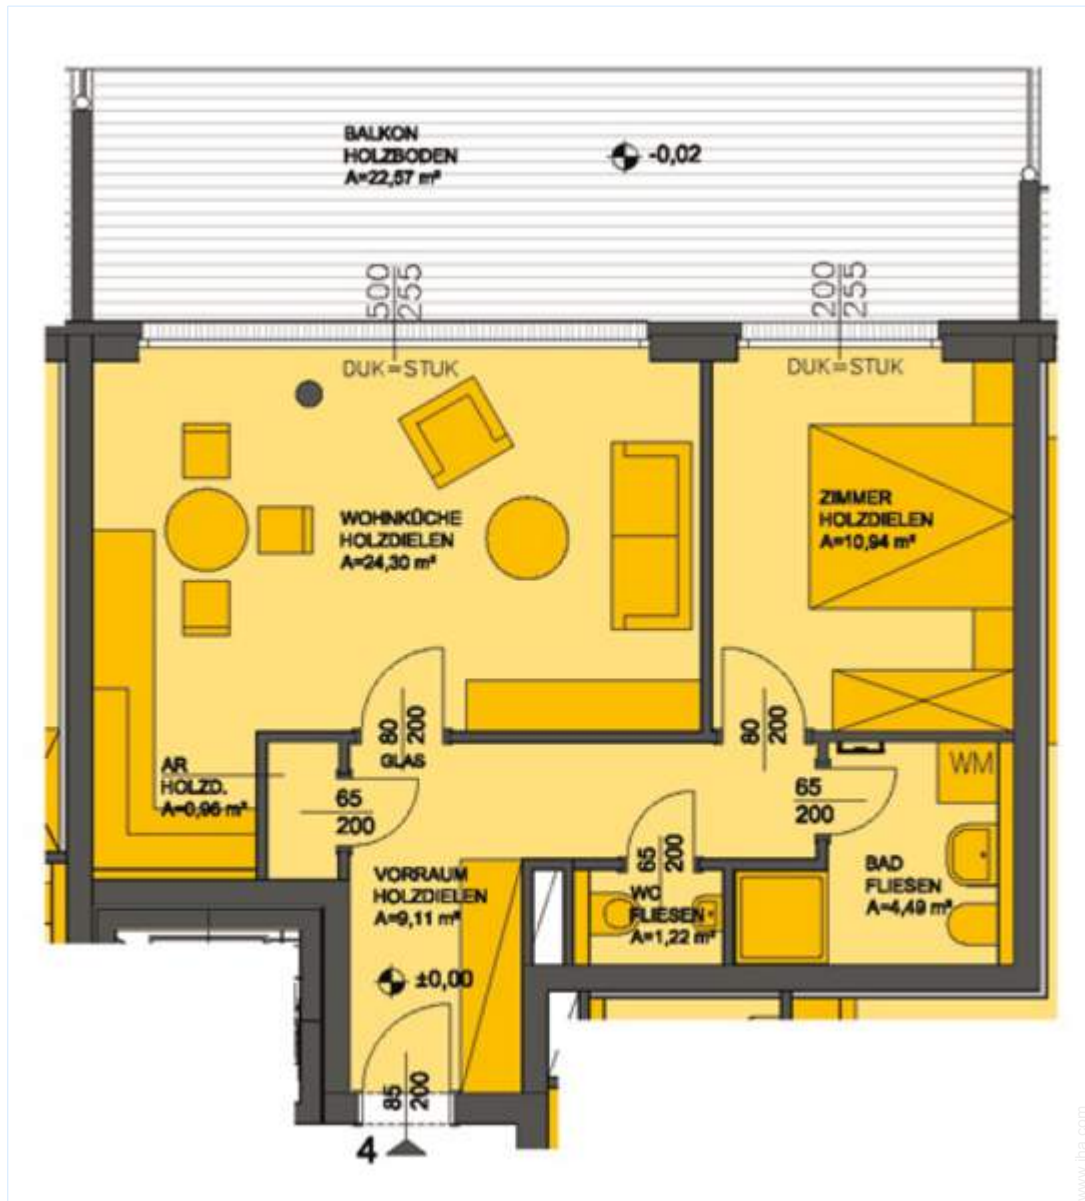 BALKON
HOLZBODEN
A=22,57 m²
-0,02
500
255
200
255
DUK=STUK
DUK=STUK
WOHNKÜCHE
HOLZDIELEN
A=24,30 m²
ZIMMER
HOLZDIELEN
A=10,94 m²
80
200
GLAS
80
200
AR
HOLZD.
A=0,96 m²
65
200
65
200
WM
65
200
VORRAUM
HOLZDIELEN
A=9,11 m²
WC
FLIESEN
A=1,22 m²
BAD
FLIESEN
A=4,49 m²
±0,00
85
200
4
www.iha.com